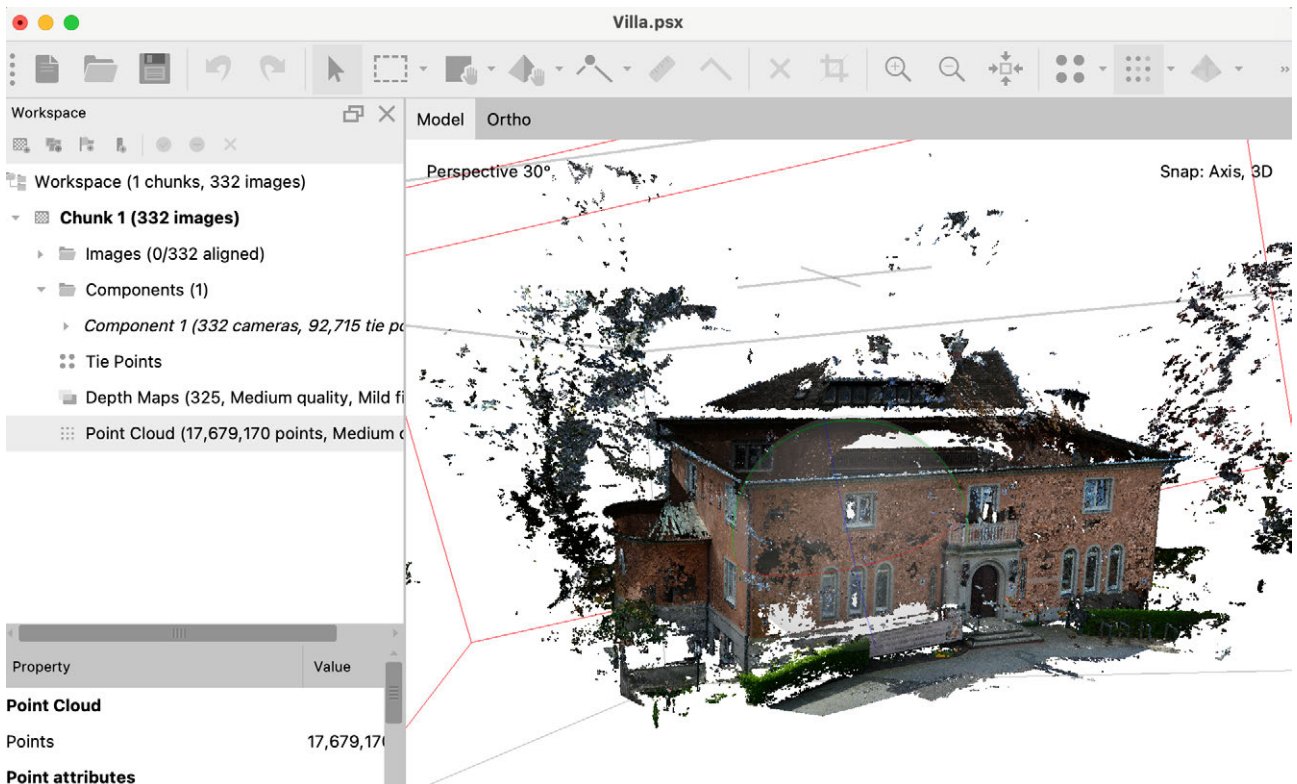 Villa.psx
»
Workspace
Model Ortho
Perspective 30°
Snap: Axis, 3D
Workspace (1 chunks, 332 images)
Chunk 1 (332 images)
Images (0/332 aligned)
Components (1)
Component 1 (332 cameras, 92,715 tie po
Tie Points
Depth Maps (325, Medium quality, Mild fi
Point Cloud (17,679,170 points, Medium
Property Value
Point Cloud
Points 17,679,170
Point attributes